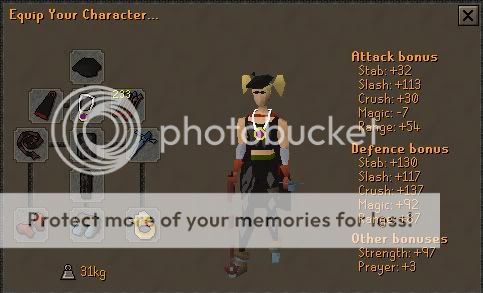 Equip Your Character...
Attack bonus
Stab: +32
Slash: +113
Crush: +30
Magic: -7
Range: +54
233
photobucket
Defence bonus
Stab: +130
Slash: +117
Crush: +137
Magic: +92
Protect more of your memories for less!
Other bonuses
Strength: +97
Prayer: +3
31kg